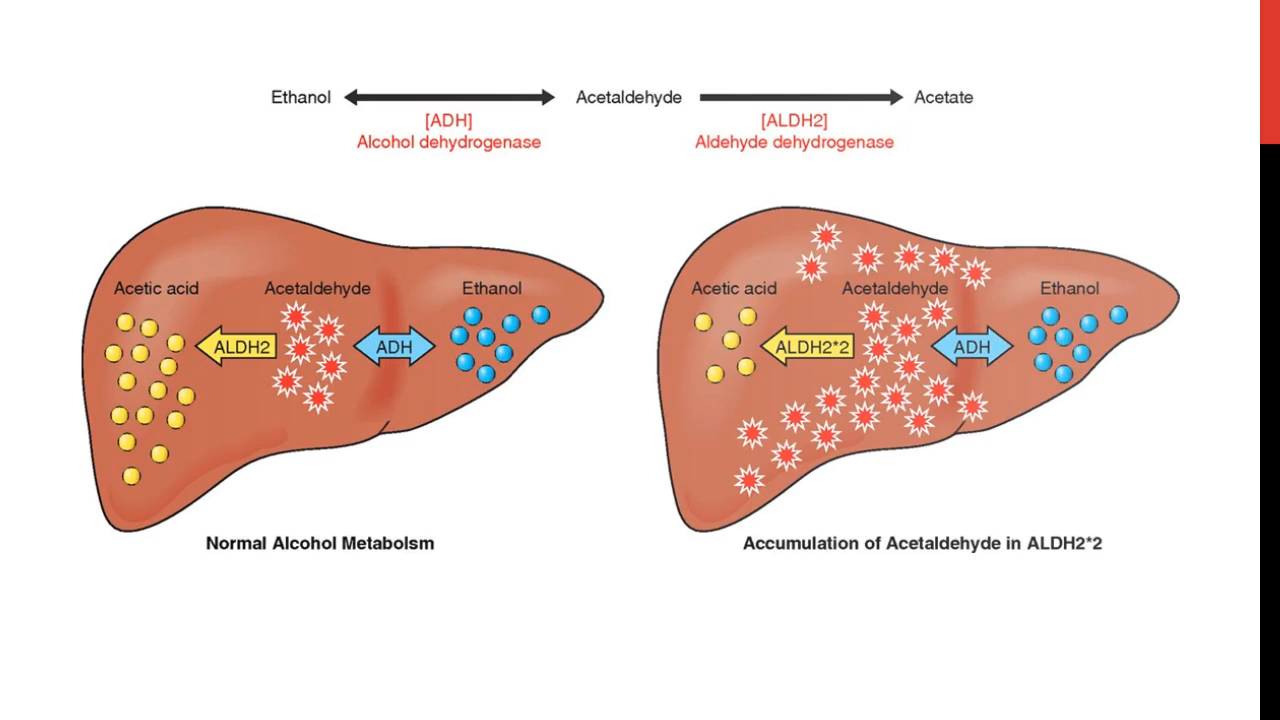 Ethanol Acetaldehyde Acetate
[ADH] [ALDH2]
Alcohol dehydrogenase Aldehyde dehydrogenase
Acetic acid Acetaldehyde Ethanol
ALDH2 ADH
Normal Alcohol Metabolsm
Acetic acid Acetaldehyde Ethanol
ALDH2*2 ADH
Accumulation of Acetaldehyde in ALDH2*2